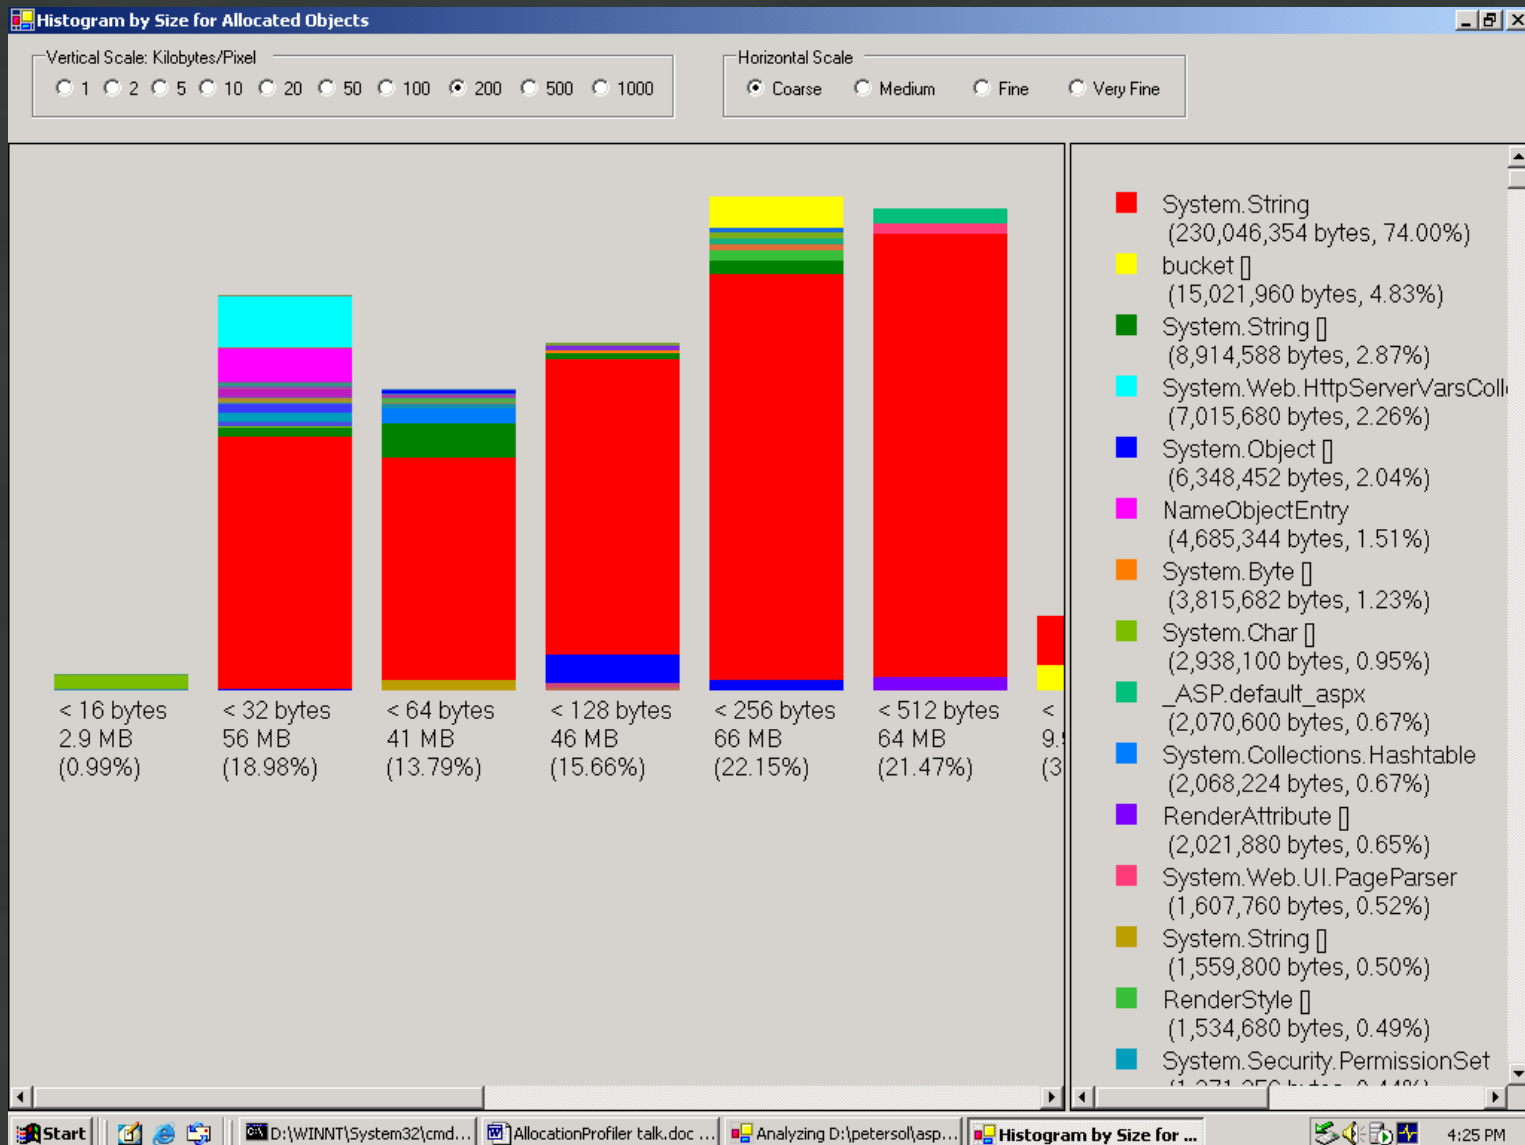 Histogram by Size for Allocated Objects
Vertical Scale: Kilobytes/Pixel
1 2 5 10 20 50 100 200 500 1000
Horizontal Scale
Coarse Medium Fine Very Fine
< 16 bytes
2.9 MB
(0.99%)
< 32 bytes
56 MB
(18.98%)
< 64 bytes
41 MB
(13.79%)
< 128 bytes
46 MB
(15.66%)
< 256 bytes
66 MB
(22.15%)
< 512 bytes
64 MB
(21.47%)
<
9.
(3
System.String
(230,046,354 bytes, 74.00%)
bucket []
(15,021,960 bytes, 4.83%)
System.String []
(8,914,588 bytes, 2.87%)
System.Web.HttpServerVarsColl
(7,015,680 bytes, 2.26%)
System.Object []
(6,348,452 bytes, 2.04%)
NameObjectEntry
(4,685,344 bytes, 1.51%)
System.Byte []
(3,815,682 bytes, 1.23%)
System.Char []
(2,938,100 bytes, 0.95%)
_ASP.default_aspx
(2,070,600 bytes, 0.67%)
System.Collections.Hashtable
(2,068,224 bytes, 0.67%)
RenderAttribute []
(2,021,880 bytes, 0.65%)
System.Web.UI.PageParser
(1,607,760 bytes, 0.52%)
System.String []
(1,559,800 bytes, 0.50%)
RenderStyle []
(1,534,680 bytes, 0.49%)
System.Security.PermissionSet
Start
D:\WINNT\System32\cmd...
AllocationProfiler talk.doc ...
Analyzing D:\petersol\asp...
Histogram by Size for ...
4:25 PM